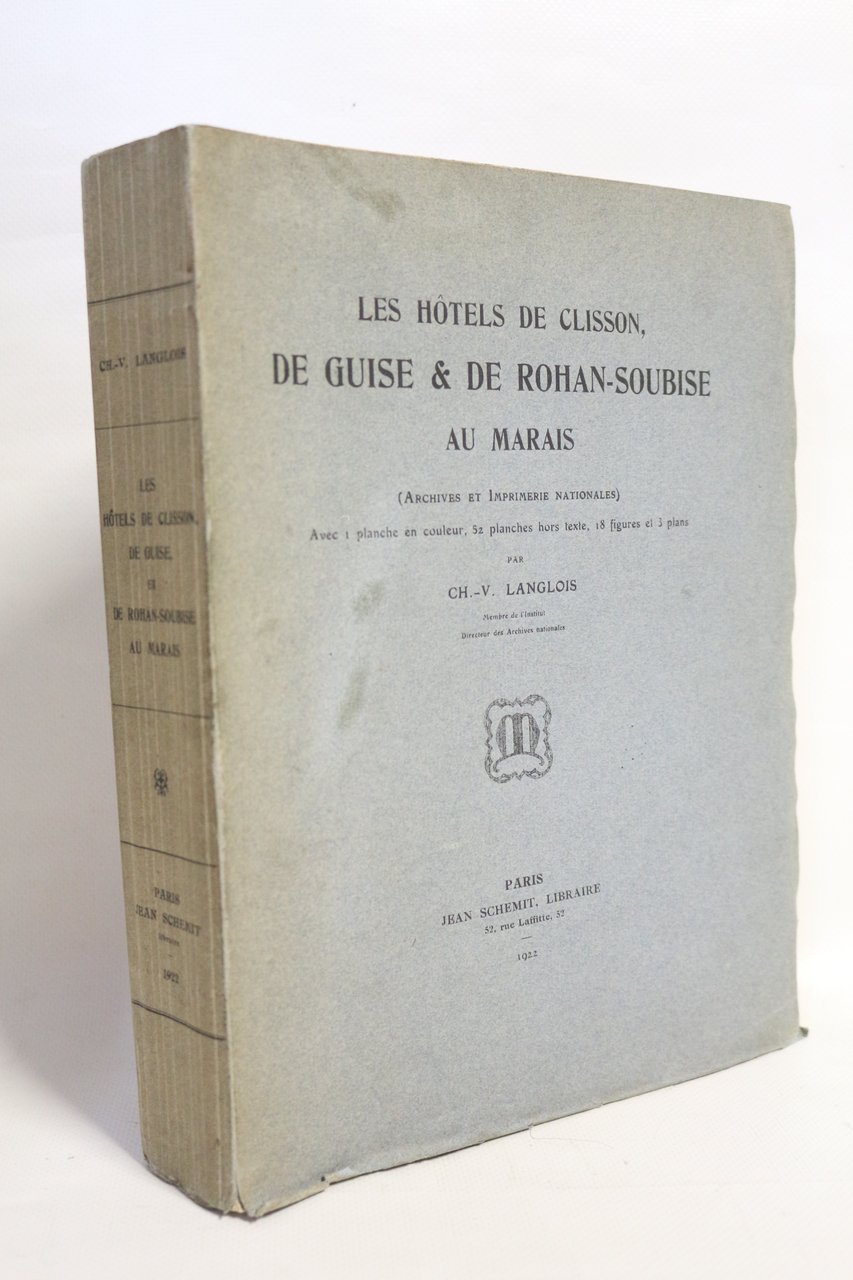 CH.-V. LANGLOIS
LES
HÔTELS DE CLISSON,
DE GUISE,
et
DE ROHAN-SOUBISE
AU MARAIS
PARIS
JEAN SCHEMIT
libraire
—
1922
LES HÔTELS DE CLISSON,
DE GUISE & DE ROHAN-SOUBISE
AU MARAIS
(ARCHIVES ET IMPRIMERIE NATIONALES)
Avec 1 planche en couleur, 52 planches hors texte, 18 figures et 3 plans
PAR
CH.-V. LANGLOIS
Membre de l'Institut
Directeur des Archives nationales
PARIS
JEAN SCHEMIT, LIBRAIRE
52, rue Laffitte, 52
—
1922